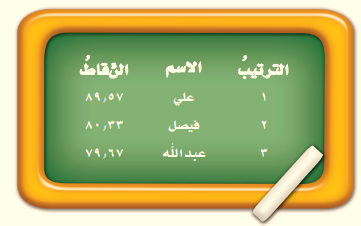 الترتيبُ الاسم النِّقاطُ
١ علي ٨٩,٥٧
٢ فيصل ٨٠,٣٣
٣ عبدالله ٧٩,٦٧